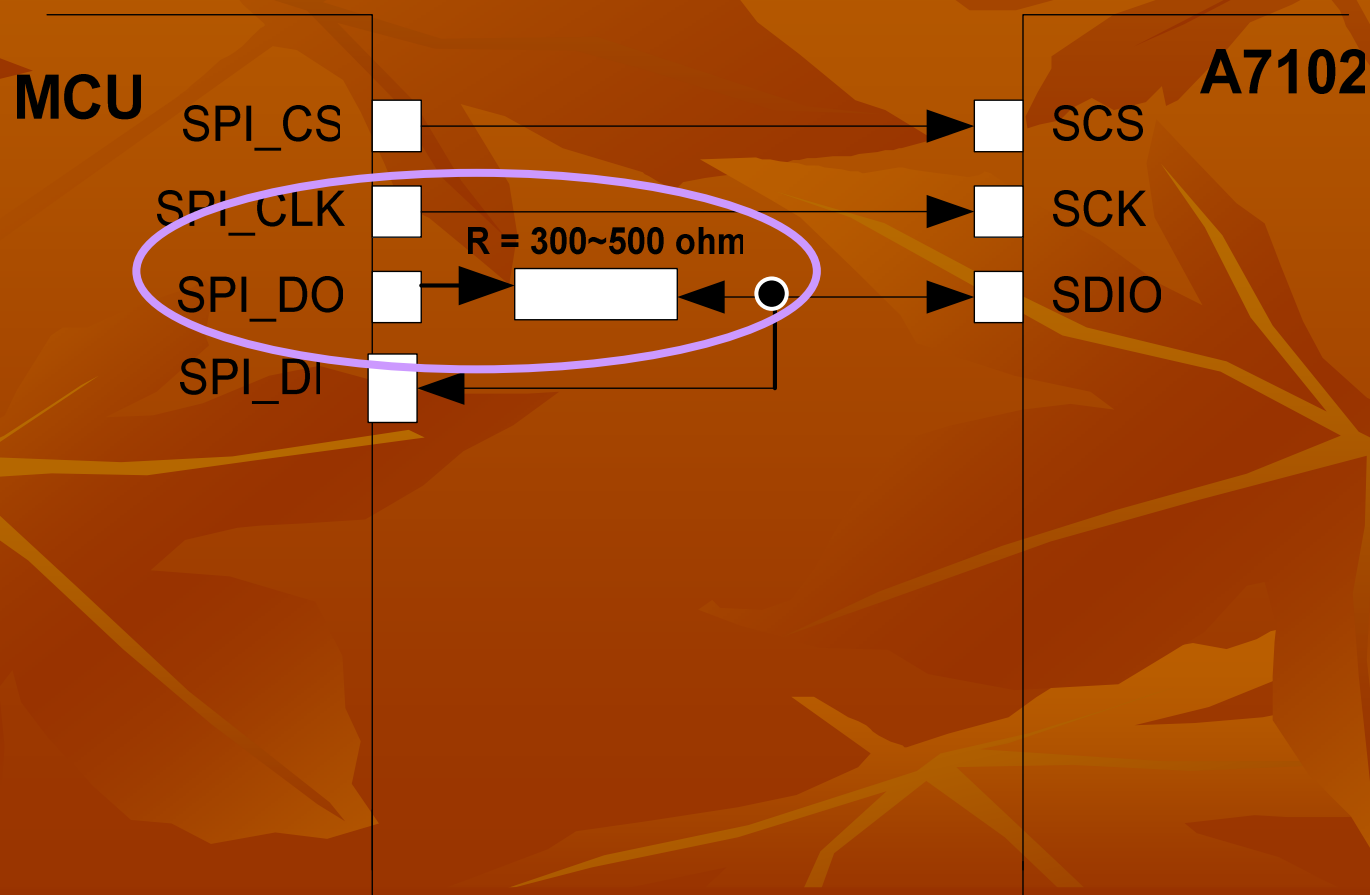 MCU
A7102
SPI_CS
SCS
SPI_CLK
SCK
R = 300~500 ohm
SPI_DO
SDIO
SPI_DI